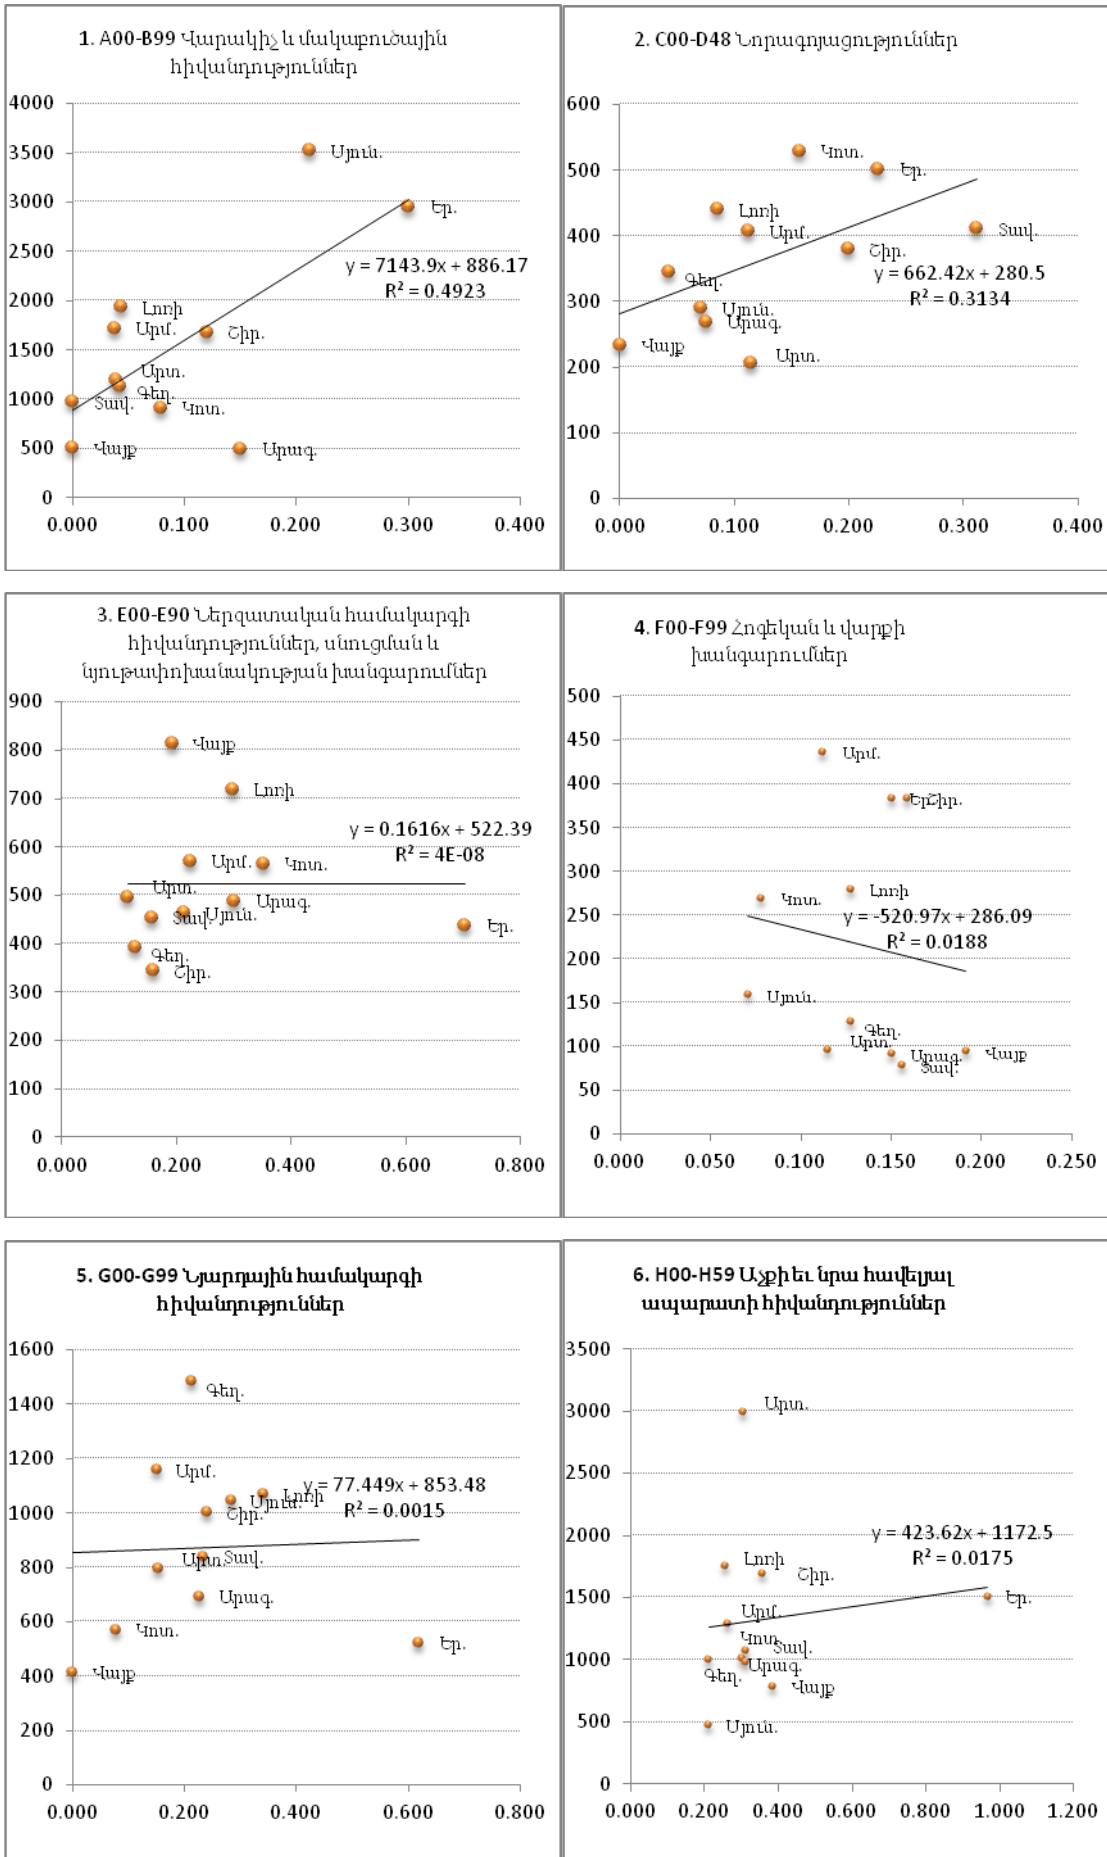 1. A00-B99 Վարակիչ և մակաբուծային
հիվանդություններ
4000
3500
3000
2500
2000
1500
1000
500
0
0.000 0.100 0.200 0.300 0.400
Սյուն.
Եր.
y = 7143.9x + 886.17
R² = 0.4923
Լոռի
Արմ.
Շիր.
Արտ.
Գեղ.
Տավ.
Կոտ.
Վայք
Արագ.
2. C00-D48 Նորագոյացություններ
600
500
400
300
200
100
0
0.000 0.100 0.200 0.300 0.400
Կոտ.
Եր.
Լոռի
Արմ.
Տավ.
Շիր.
y = 662.42x + 280.5
R² = 0.3134
Գեղ.
Սյուն.
Արագ.
Վայք
Արտ.
3. E00-E90 Ներզատական համակարգի
հիվանդություններ, սնուցման և
նյութափոխանակության խանգարումներ
900
800
700
600
500
400
300
200
100
0
0.000 0.200 0.400 0.600 0.800
Վայք
Լոռի
y = 0.1616x + 522.39
R² = 4E-08
Արմ.
Կոտ.
Արտ.
Արագ.
Տավ.
Սյուն.
Եր.
Գեղ.
Շիր.
4. F00-F99 Հոգեկան և վարքի
խանգարումներ
500
450
400
350
300
250
200
150
100
50
0
0.000 0.050 0.100 0.150 0.200 0.250
Արմ.
Եր.
Շիր.
Կոտ.
Լոռի
y = -520.97x + 286.09
R² = 0.0188
Սյուն.
Գեղ.
Արտ.
Արագ.
Վայք
Տավ.
5. G00-G99 Նյարդային համակարգի
հիվանդություններ
1600
1400
1200
1000
800
600
400
200
0
0.000 0.200 0.400 0.600 0.800
Գեղ.
Արմ.
y = 77.449x + 853.48
R² = 0.0015
Լոռի
Սյուն.
Շիր.
Արտ.
Տավ.
Արագ.
Կոտ.
Եր.
Վայք
6. H00-H59 Աչքի եւ նրա հավելյալ
ապարատի հիվանդություններ
3500
3000
2500
2000
1500
1000
500
0
0.000 0.200 0.400 0.600 0.800 1.000 1.200
Արտ.
y = 423.62x + 1172.5
R² = 0.0175
Լոռի
Շիր.
Եր.
Արմ.
Կոտ.
Տավ.
Արագ.
Գեղ.
Վայք
Սյուն.